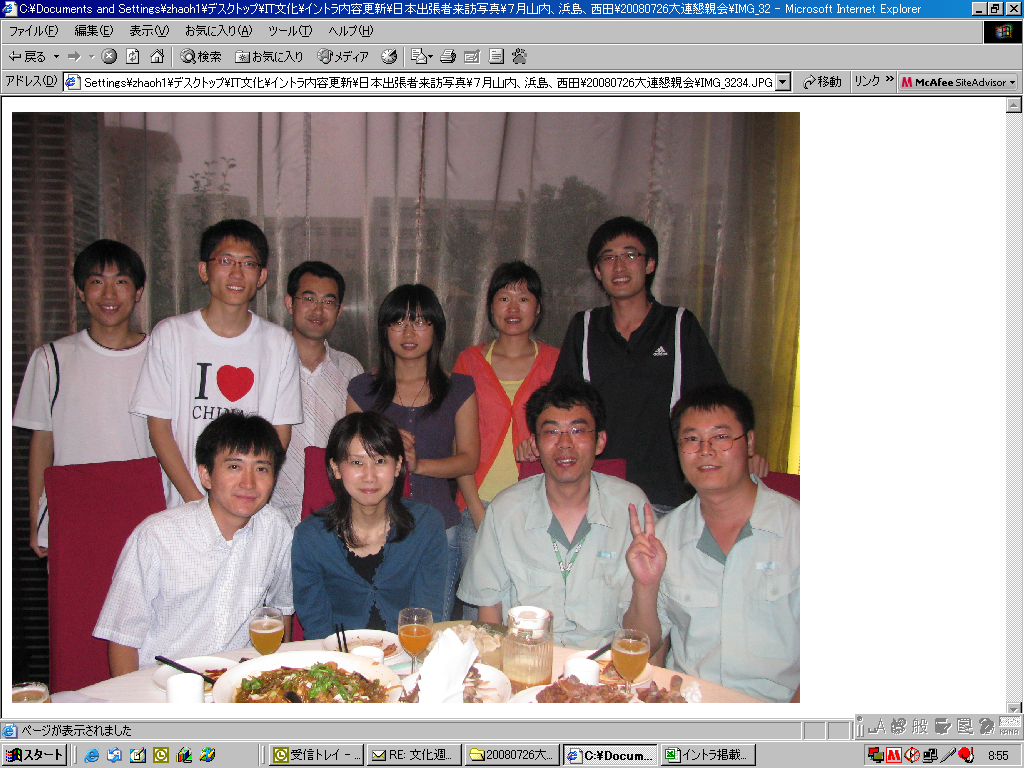 C:¥Documents and Settings¥zhaoh1¥デスクトップ¥IT文化¥イントラ内容更新¥日本出張者来訪写真¥７月山内、浜島、西田¥20080726大連懇親会¥IMG_32 - Microsoft Internet Explorer
ファイル(F) 編集(E) 表示(V) お気に入り(A) ツール(T) ヘルプ(H)
戻る 検索 お気に入り メディア
アドレス(D) Settings¥zhaoh1¥デスクトップ¥IT文化¥イントラ内容更新¥日本出張者来訪写真¥７月山内、浜島、西田¥20080726大連懇親会¥IMG_3234.JPG 移動 リンク » McAfee SiteAdvisor
adidas
I
CHINA
ページが表示されました
A 般 KANA
スタート 受信トレイ - ... RE: 文化週... 20080726大... C:¥Docum... イントラ掲載... 8:55